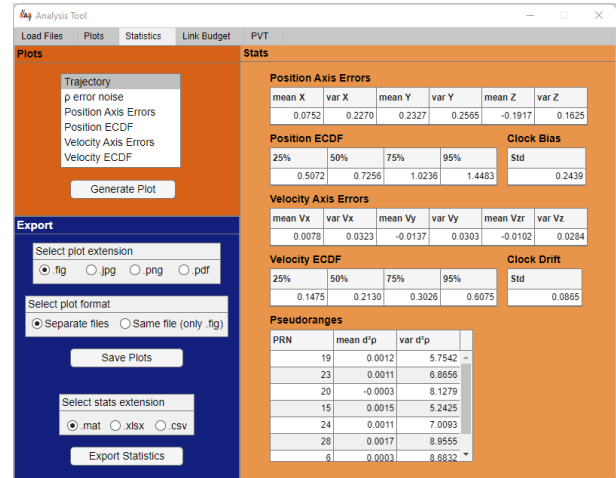 Analysis Tool
Load Files Plots Statistics Link Budget PVT
Plots
Trajectory
ρ error noise
Position Axis Errors
Position ECDF
Velocity Axis Errors
Velocity ECDF
Generate Plot
Export
Select plot extension
.fig .jpg .png .pdf
Select plot format
Separate files Same file (only .fig)
Save Plots
Select stats extension
.mat .xlsx .csv
Export Statistics
Stats
Position Axis Errors
mean X var X mean Y var Y mean Z var Z
0.0752 0.2270 0.2327 0.2565 -0.1917 0.1625
Position ECDF Clock Bias
25% 50% 75% 95% Std
0.5072 0.7256 1.0236 1.4483 0.2439
Velocity Axis Errors
mean Vx var Vx mean Vy var Vy mean Vzr var Vz
0.0078 0.0323 -0.0137 0.0303 -0.0102 0.0284
Velocity ECDF Clock Drift
25% 50% 75% 95% Std
0.1475 0.2130 0.3026 0.6075 0.0865
Pseudoranges
PRN mean d²ρ var d²ρ
19 0.0012 5.7542
23 0.0011 6.8656
20 -0.0003 8.1279
15 0.0015 5.2425
24 0.0011 7.0093
28 0.0017 8.9555
6 0.0003 8.6832